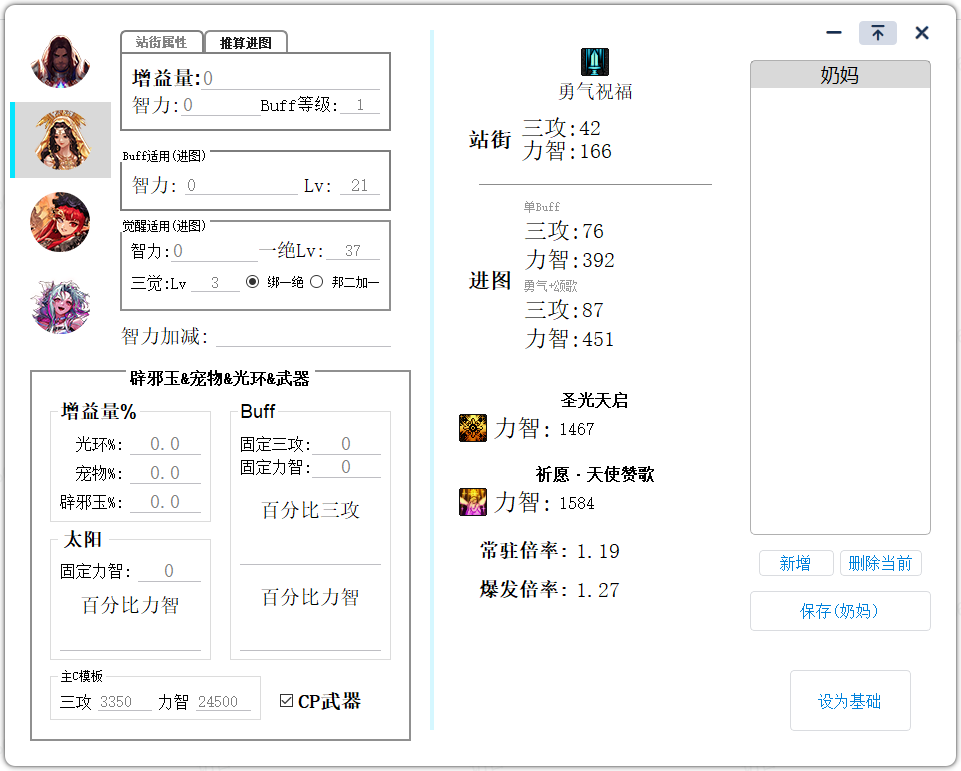 站街属性 推算进图
增益量:0
智力:0 Buff等级: 1
Buff适用(进图)
智力: 0 Lv: 21
觉醒适用(进图)
智力:0 一绝Lv: 37
三觉:Lv 3 绑一绝 邦二加一
智力加减:
辟邪玉&宠物&光环&武器
增益量%
光环%: 0.0
宠物%: 0.0
辟邪玉%: 0.0
太阳
固定力智: 0
百分比力智
Buff
固定三攻: 0
固定力智: 0
百分比三攻
百分比力智
主C模板
三攻 3350 力智 24500
CP武器
勇气祝福
站街
三攻:42
力智:166
进图
单Buff
三攻:76
力智:392
勇气+颂歌
三攻:87
力智:451
圣光天启
力智: 1467
祈愿·天使赞歌
力智: 1584
常驻倍率: 1.19
爆发倍率: 1.27
奶妈
新增 删除当前
保存(奶妈)
设为基础